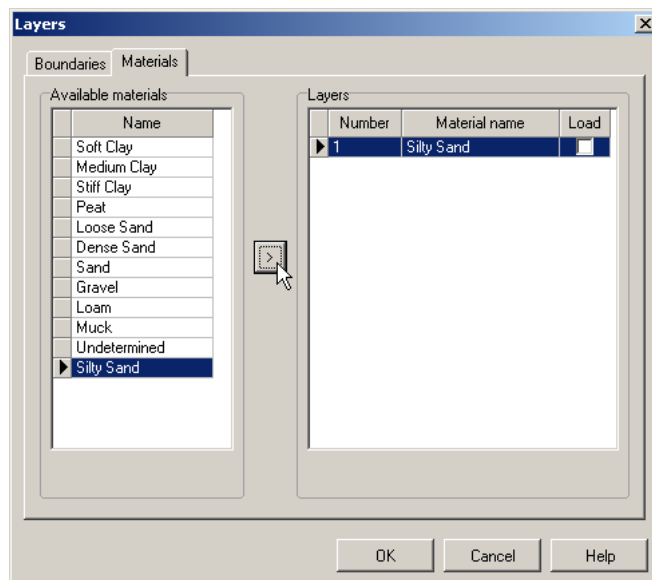 Layers
Boundaries Materials
Available materials
Name
Soft Clay
Medium Clay
Stiff Clay
Peat
Loose Sand
Dense Sand
Sand
Gravel
Loam
Muck
Undetermined
Silty Sand
>
Layers
Number Material name Load
1 Silty Sand
OK Cancel Help